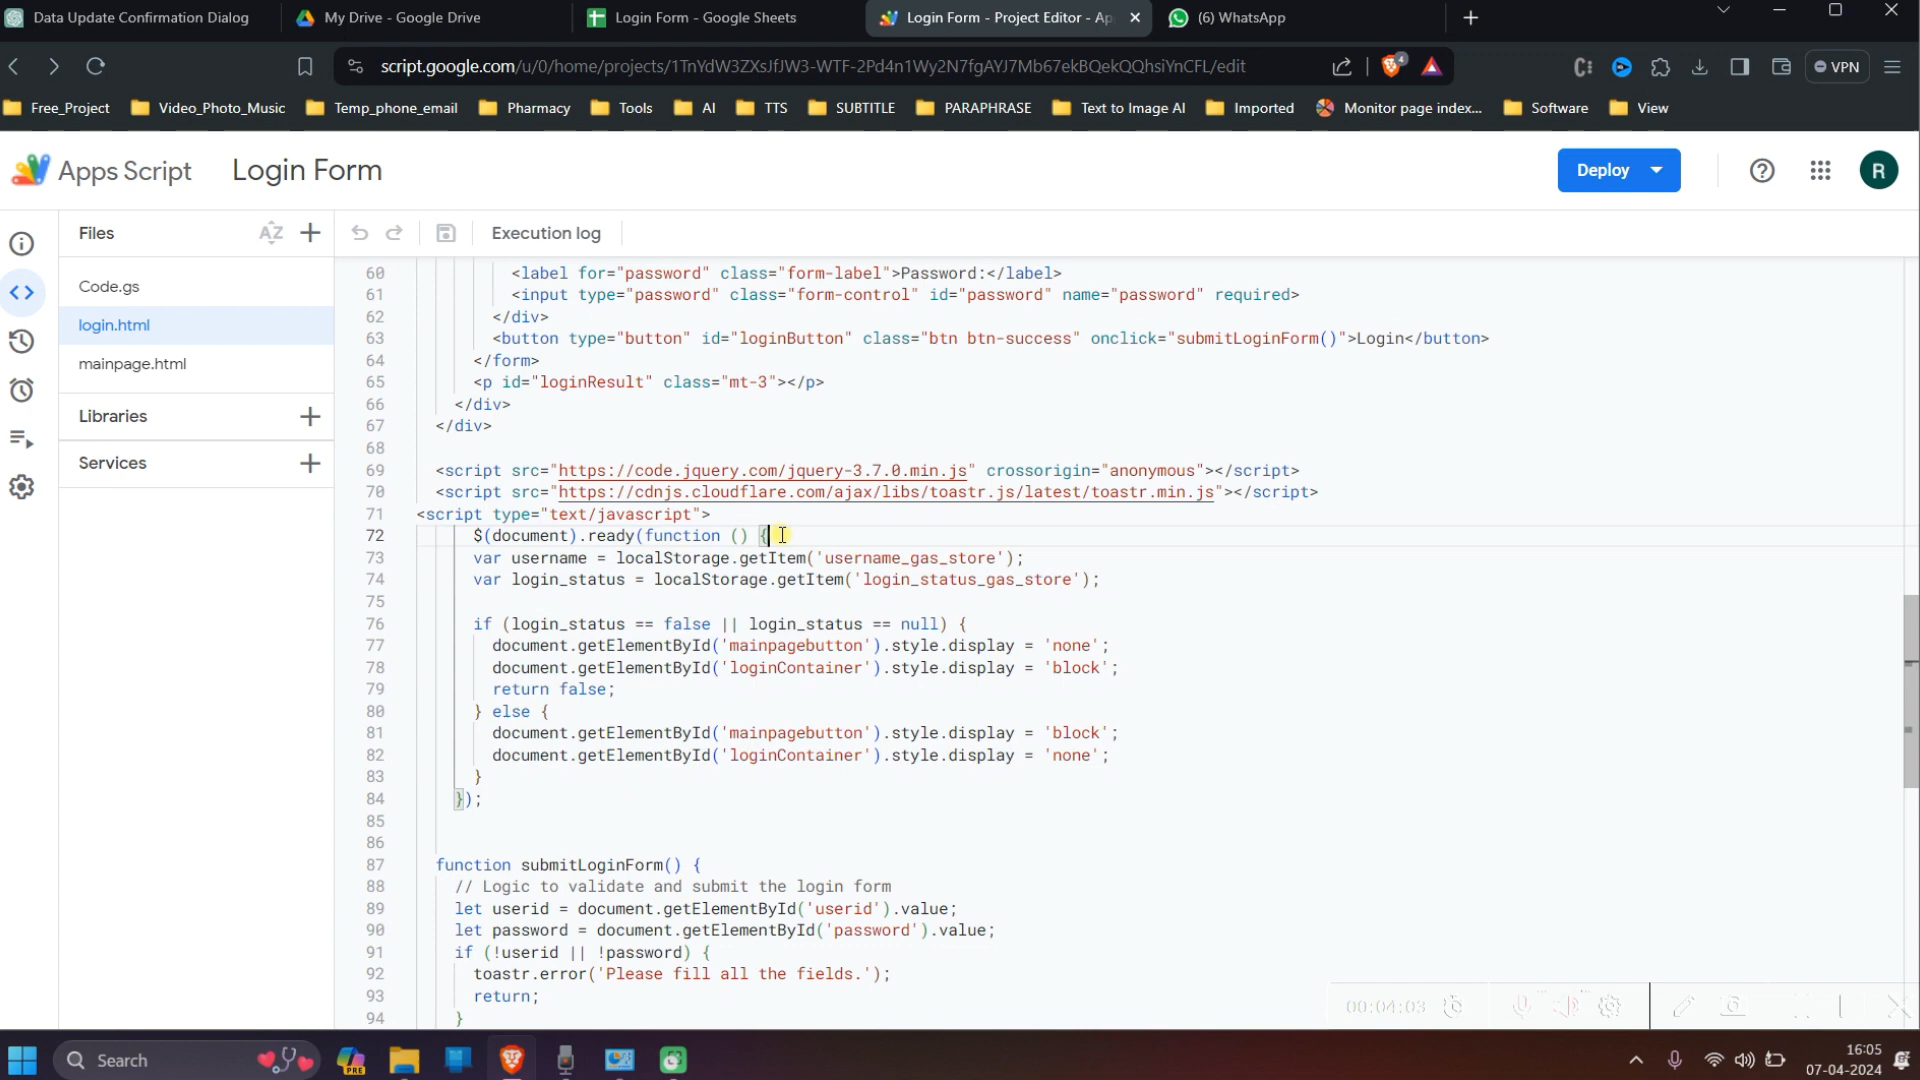 Data Update Confirmation Dialog
My Drive - Google Drive
Login Form - Google Sheets
Login Form - Project Editor - Ap
(6) WhatsApp
script.google.com/u/0/home/projects/1TnYdW3ZXsJfJW3-WTF-2Pd4n1Wy2N7fgAYJ7Mb67ekBQekQQhsiYnCFL/edit
4
VPN
Free_Project
Video_Photo_Music
Temp_phone_email
Pharmacy
Tools
AI
TTS
SUBTITLE
PARAPHRASE
Text to Image AI
Imported
Monitor page index...
Software
View
Apps Script
Login Form
Deploy
R
Files
AZ
Execution log
Code.gs
login.html
mainpage.html
Libraries
Services
60 <label for="password" class="form-label">Password:</label>
61 <input type="password" class="form-control" id="password" name="password" required>
62 </div>
63 <button type="button" id="loginButton" class="btn btn-success" onclick="submitLoginForm()">Login</button>
64 </form>
65 <p id="loginResult" class="mt-3"></p>
66 </div>
67 </div>
68
69 <script src="https://code.jquery.com/jquery-3.7.0.min.js" crossorigin="anonymous"></script>
70 <script src="https://cdnjs.cloudflare.com/ajax/libs/toastr.js/latest/toastr.min.js"></script>
71 <script type="text/javascript">
72 $(document).ready(function () {
73 var username = localStorage.getItem('username_gas_store');
74 var login_status = localStorage.getItem('login_status_gas_store');
75
76 if (login_status == false || login_status == null) {
77 document.getElementById('mainpagebutton').style.display = 'none';
78 document.getElementById('loginContainer').style.display = 'block';
79 return false;
80 } else {
81 document.getElementById('mainpagebutton').style.display = 'block';
82 document.getElementById('loginContainer').style.display = 'none';
83 }
84 });
85
86
87 function submitLoginForm() {
88 // Logic to validate and submit the login form
89 let userid = document.getElementById('userid').value;
90 let password = document.getElementById('password').value;
91 if (!userid || !password) {
92 toastr.error('Please fill all the fields.');
93 return;
94 }
00:04:03
Search
PRE
16:05
07-04-2024